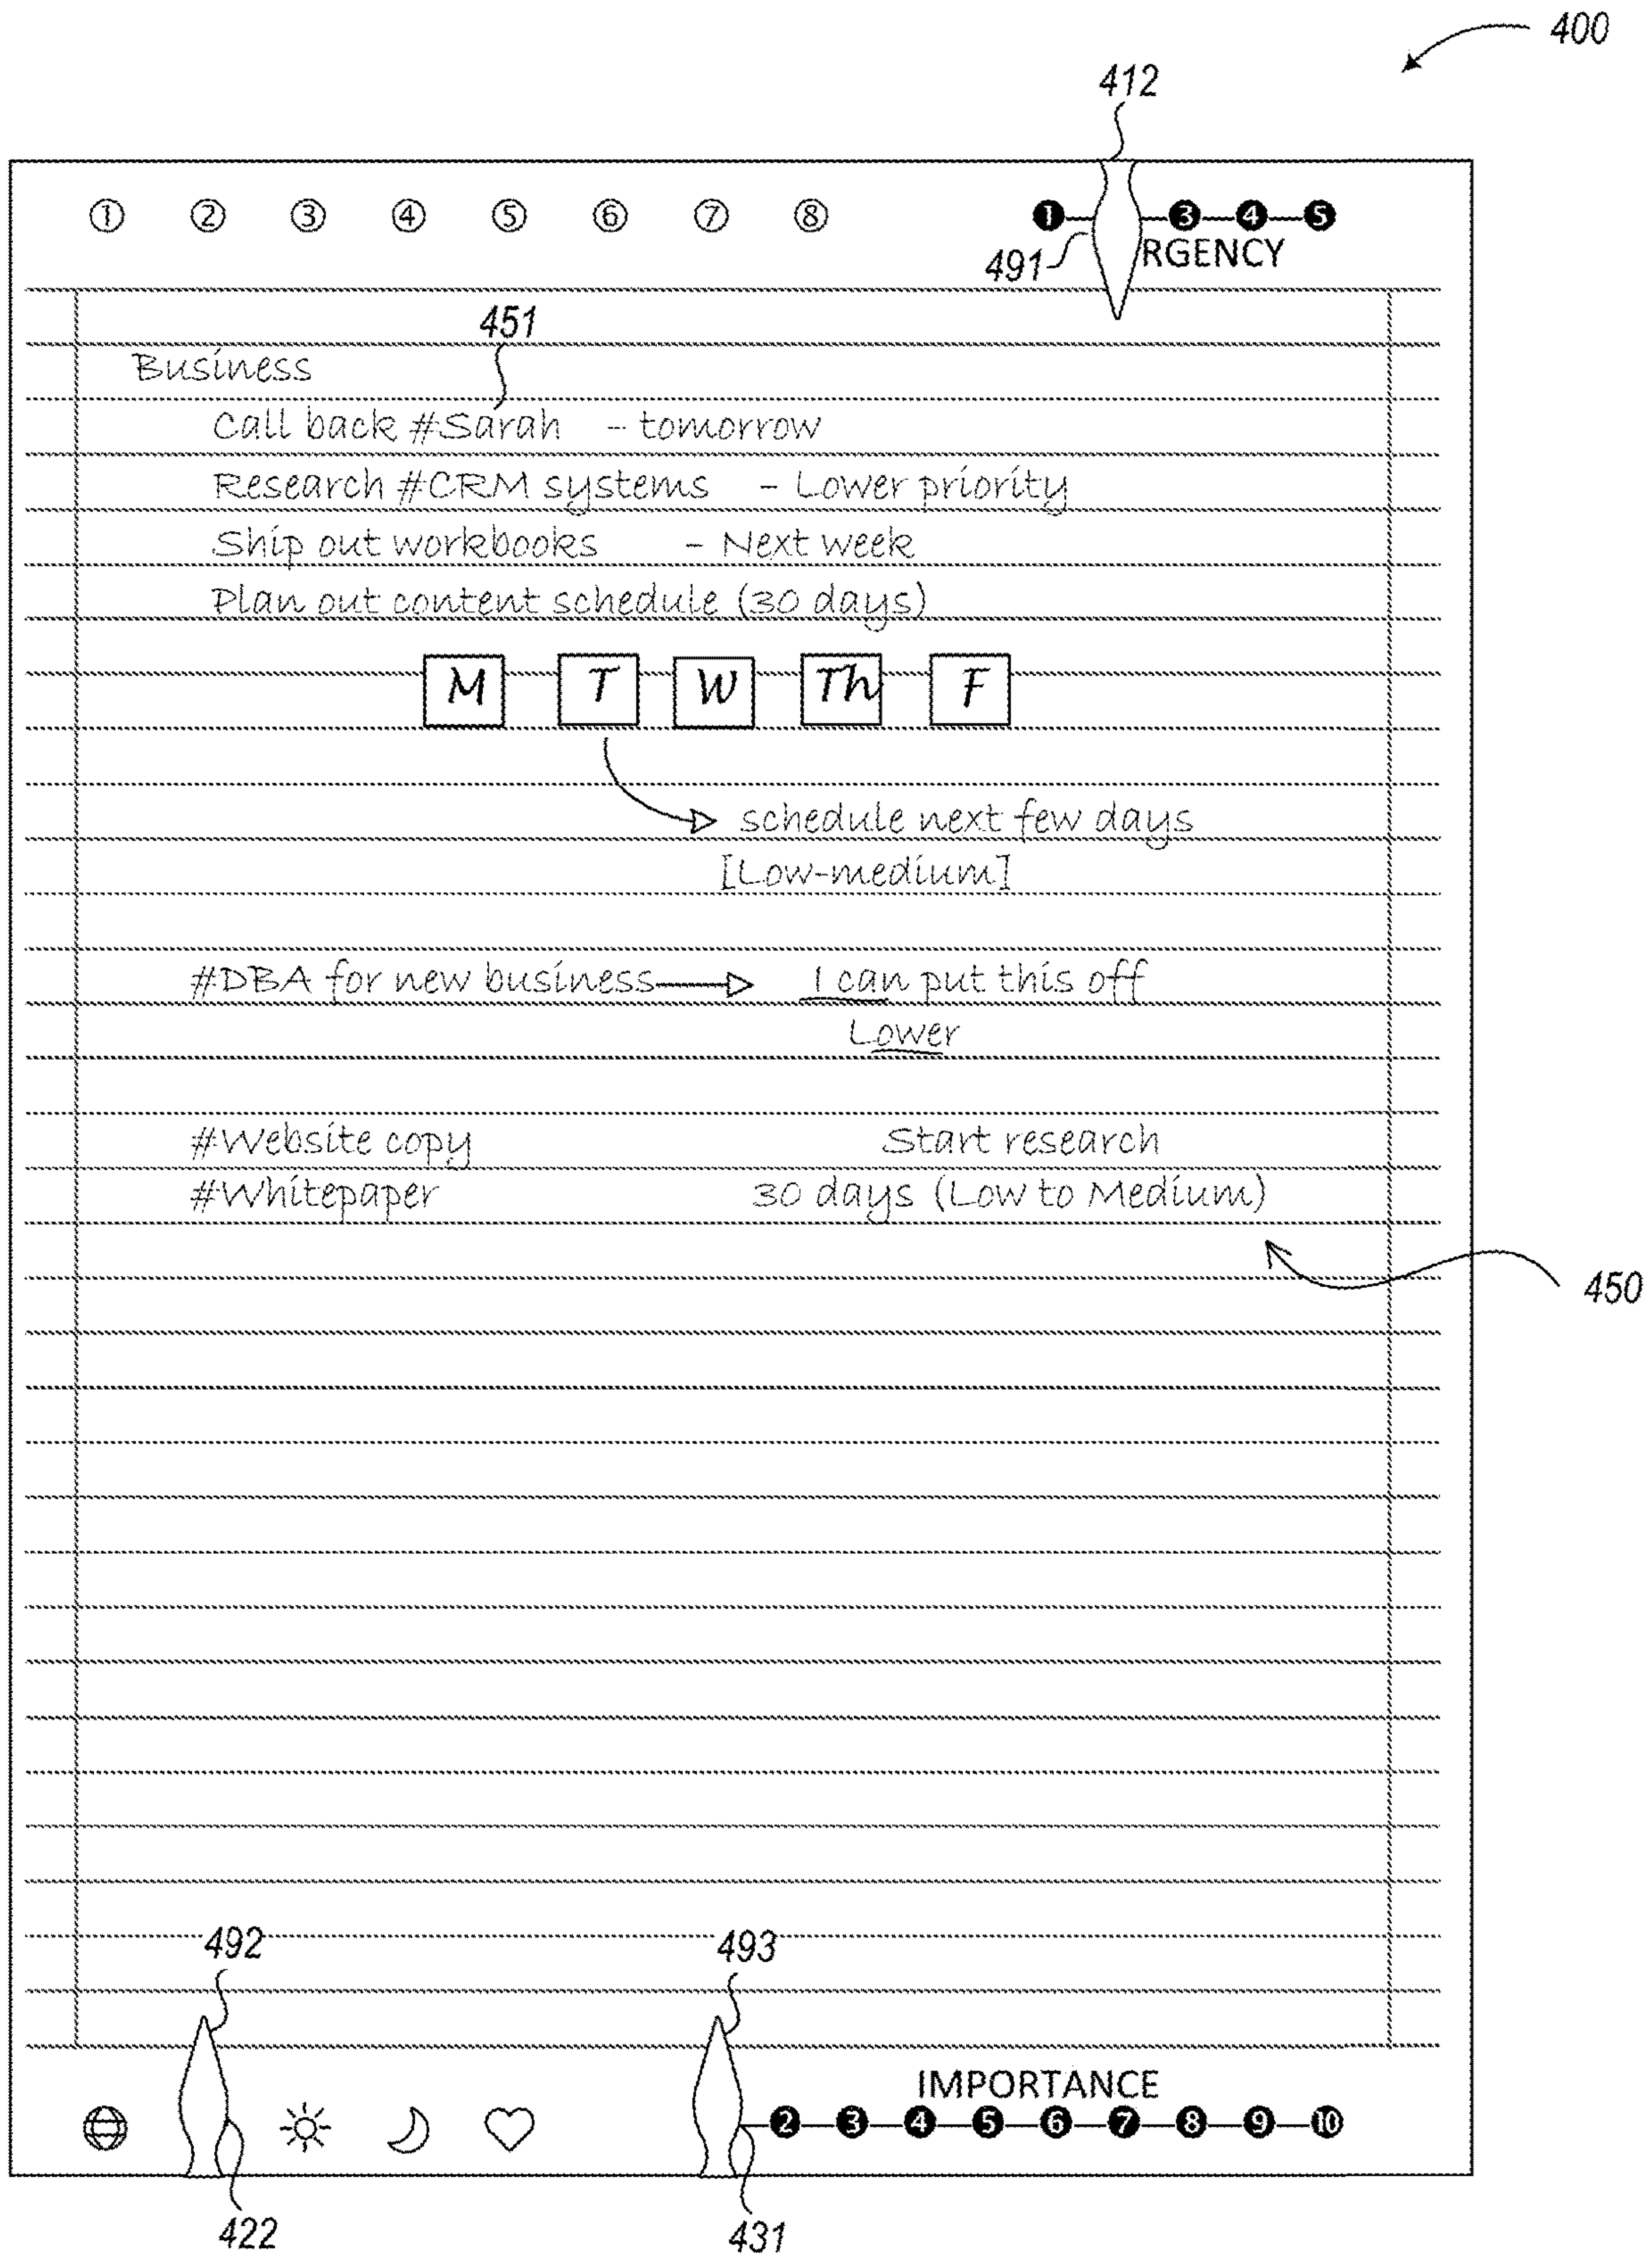 400
412
① ② ③ ④ ⑤ ⑥ ⑦ ⑧ ❶ ❸ ❹ ❺
491 RGENCY
451
Business
Call back #Sarah - tomorrow
Research #CRM systems - Lower priority
Ship out workbooks - Next week
Plan out content schedule (30 days)
M T W Th F
schedule next few days
[Low-medium]
#DBA for new business I can put this off
Lower
#Website copy Start research
#Whitepaper 30 days (Low to Medium)
450
492 493
IMPORTANCE
❷ ❸ ❹ ❺ ❻ ❼ ❽ ❾ ❿
422 431